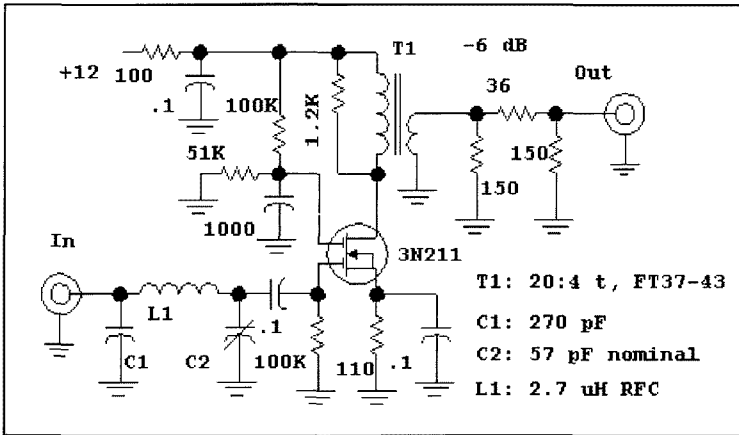 T1
-6 dB
+12
100
.1
100K
1.2K
36
Out
51K
150
150
1000
In
3N211
L1
C1
C2
.1
100K
110
.1
T1: 20:4 t, FT37-43
C1: 270 pF
C2: 57 pF nominal
L1: 2.7 uH RFC